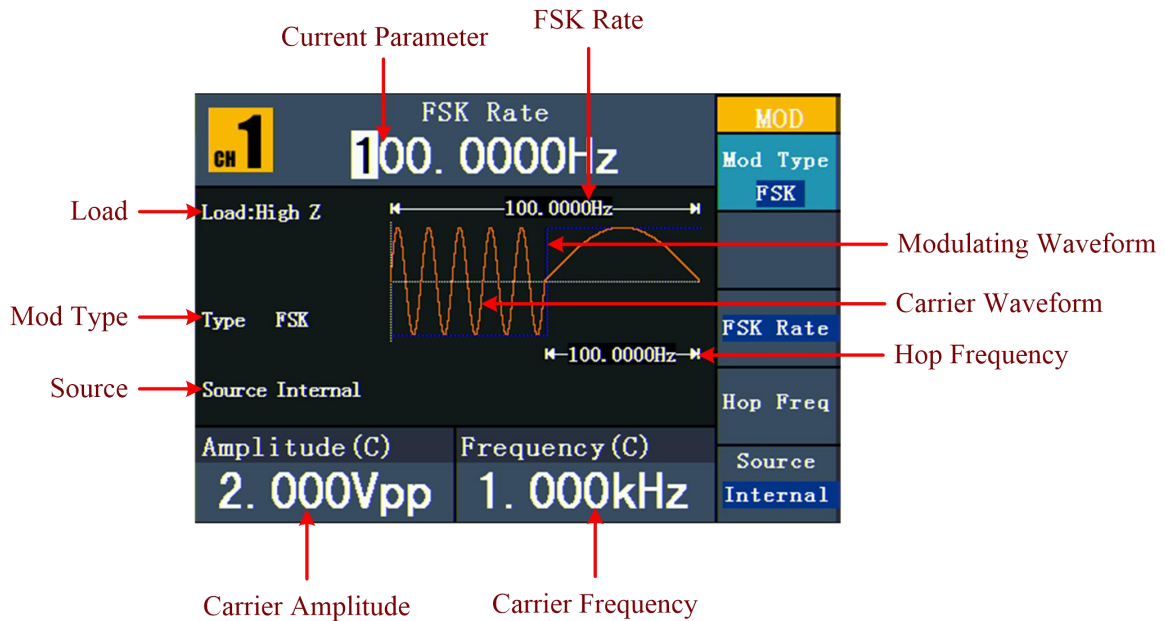 FSK Rate
Current Parameter
CH 1
FSK Rate
100.0000Hz
MOD
Mod Type
FSK
Load
Load:High Z
100.0000Hz
Modulating Waveform
Carrier Waveform
Mod Type
Type FSK
FSK Rate
100.0000Hz
Hop Frequency
Source
Source Internal
Hop Freq
Amplitude(C)
Frequency(C)
Source
Internal
2.000Vpp
1.000kHz
Carrier Amplitude
Carrier Frequency